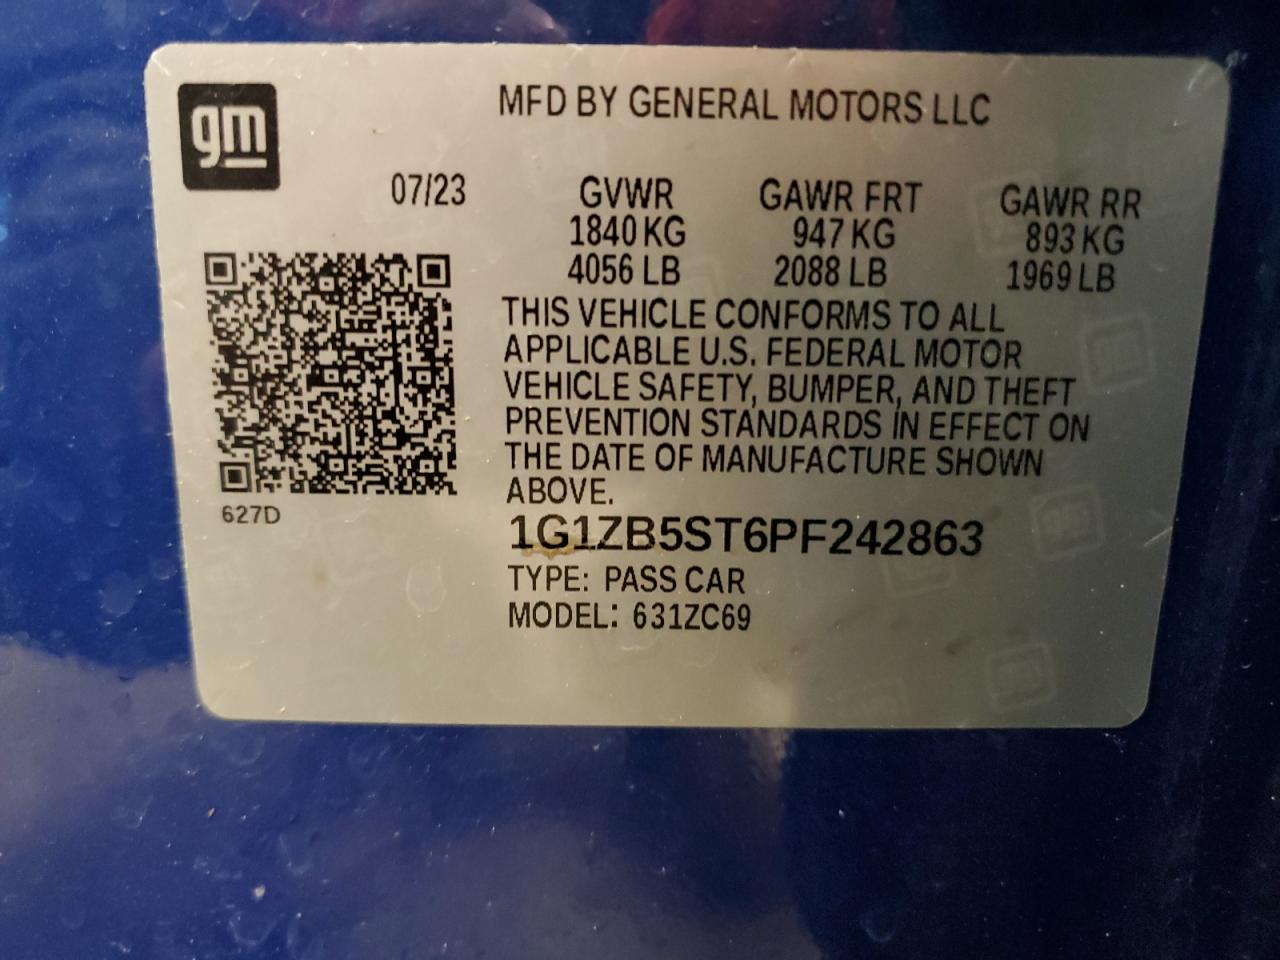 gm
MFD BY GENERAL MOTORS LLC
07/23 GVWR GAWR FRT GAWR RR
1840 KG 947 KG 893 KG
4056 LB 2088 LB 1969 LB
THIS VEHICLE CONFORMS TO ALL
APPLICABLE U.S. FEDERAL MOTOR
VEHICLE SAFETY, BUMPER, AND THEFT
PREVENTION STANDARDS IN EFFECT ON
THE DATE OF MANUFACTURE SHOWN
ABOVE.
627D
1G1ZB5ST6PF242863
TYPE: PASS CAR
MODEL: 631ZC69